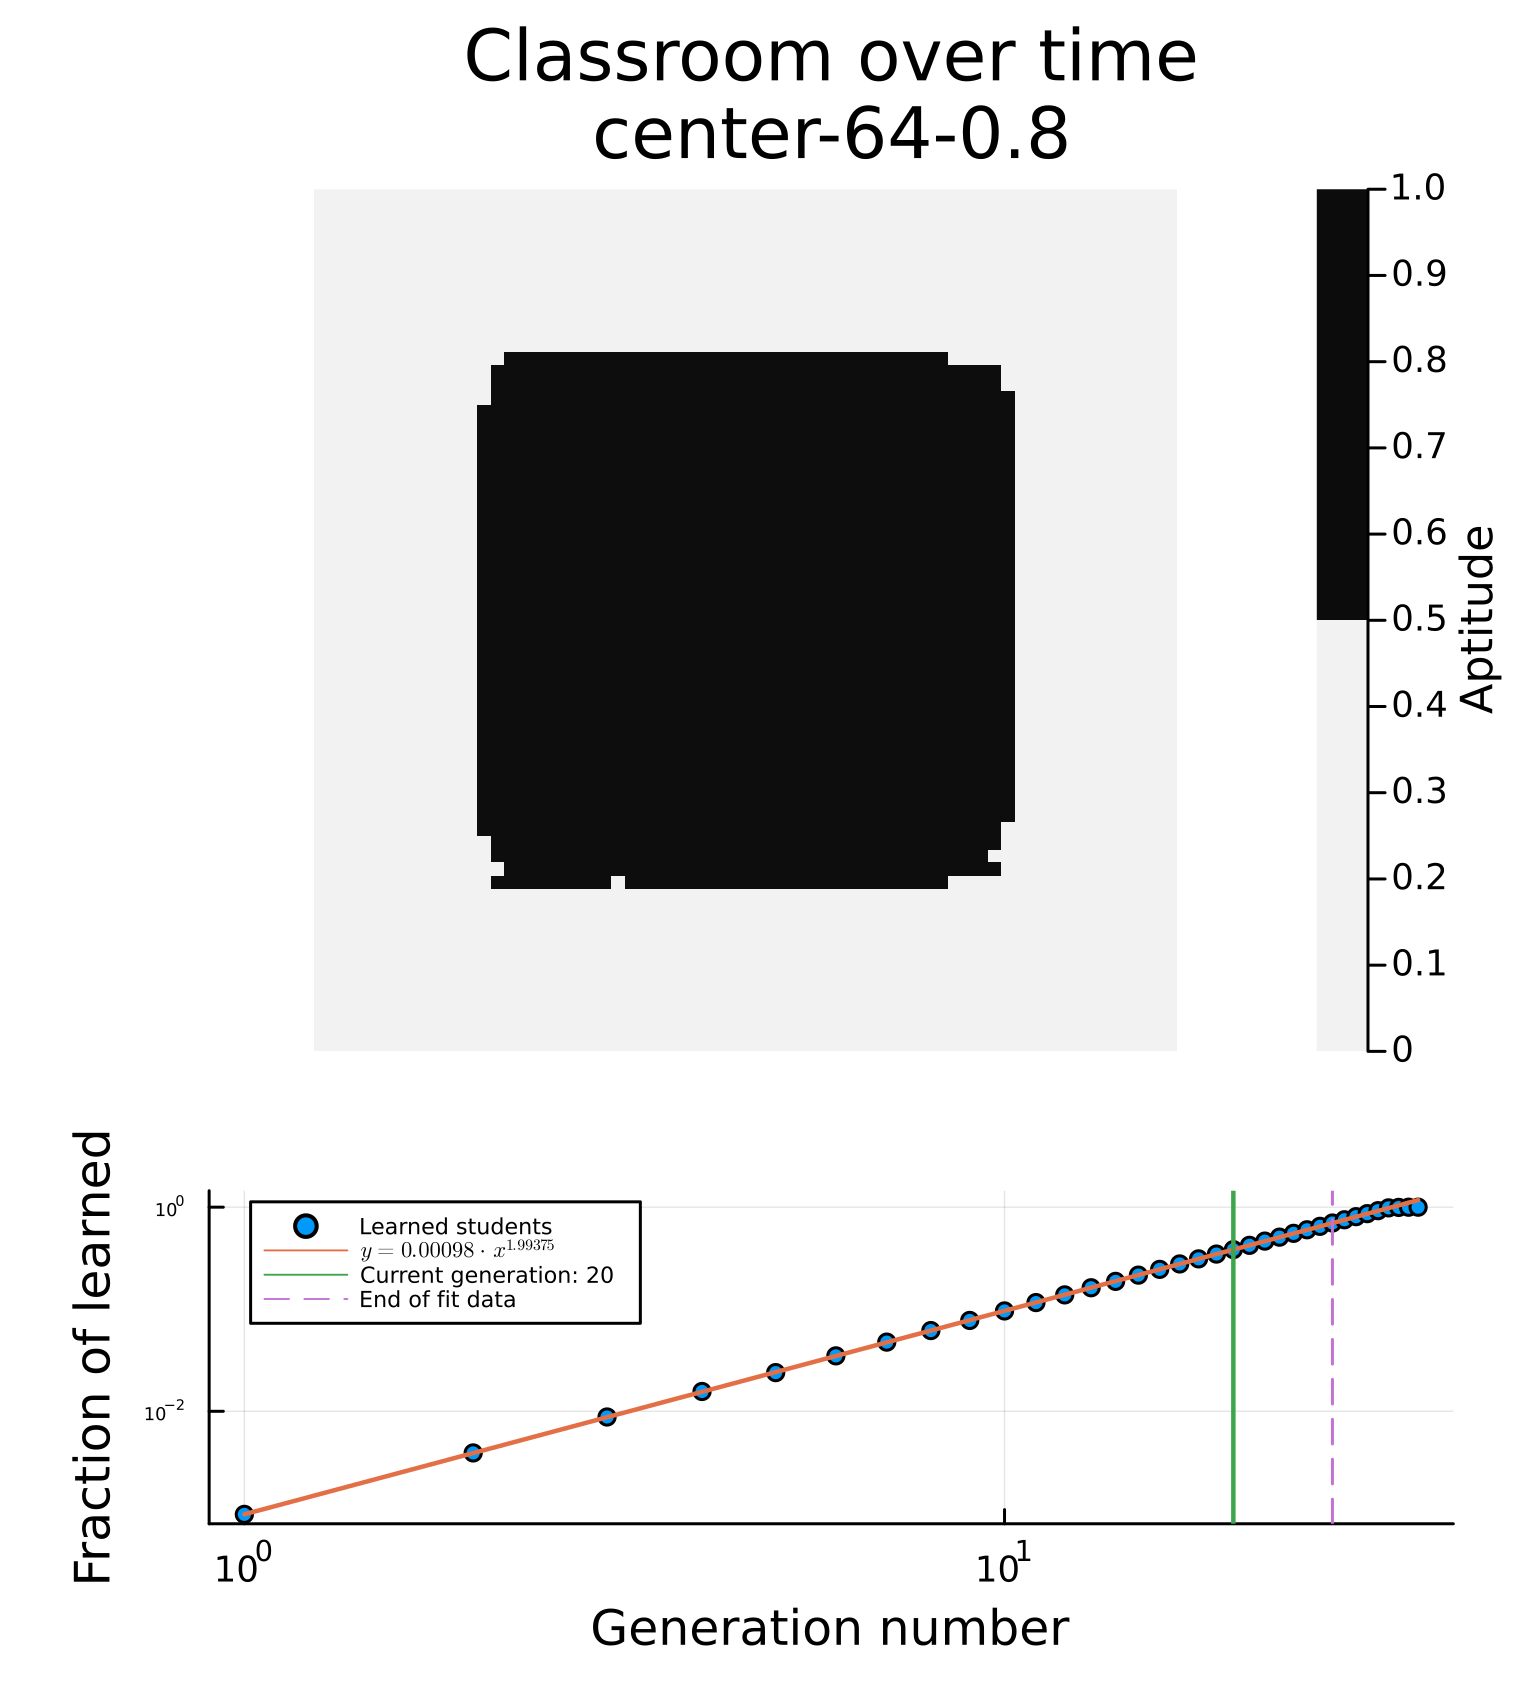 Classroom over time
center-64-0.8
1.0
0.9
0.8
0.7
0.6
0.5
0.4
0.3
0.2
0.1
0
Aptitude
Fraction of learned
10⁰
10⁻²
Learned students
y = 0.00098 · x^1.99375
Current generation: 20
End of fit data
10⁰
10¹
Generation number